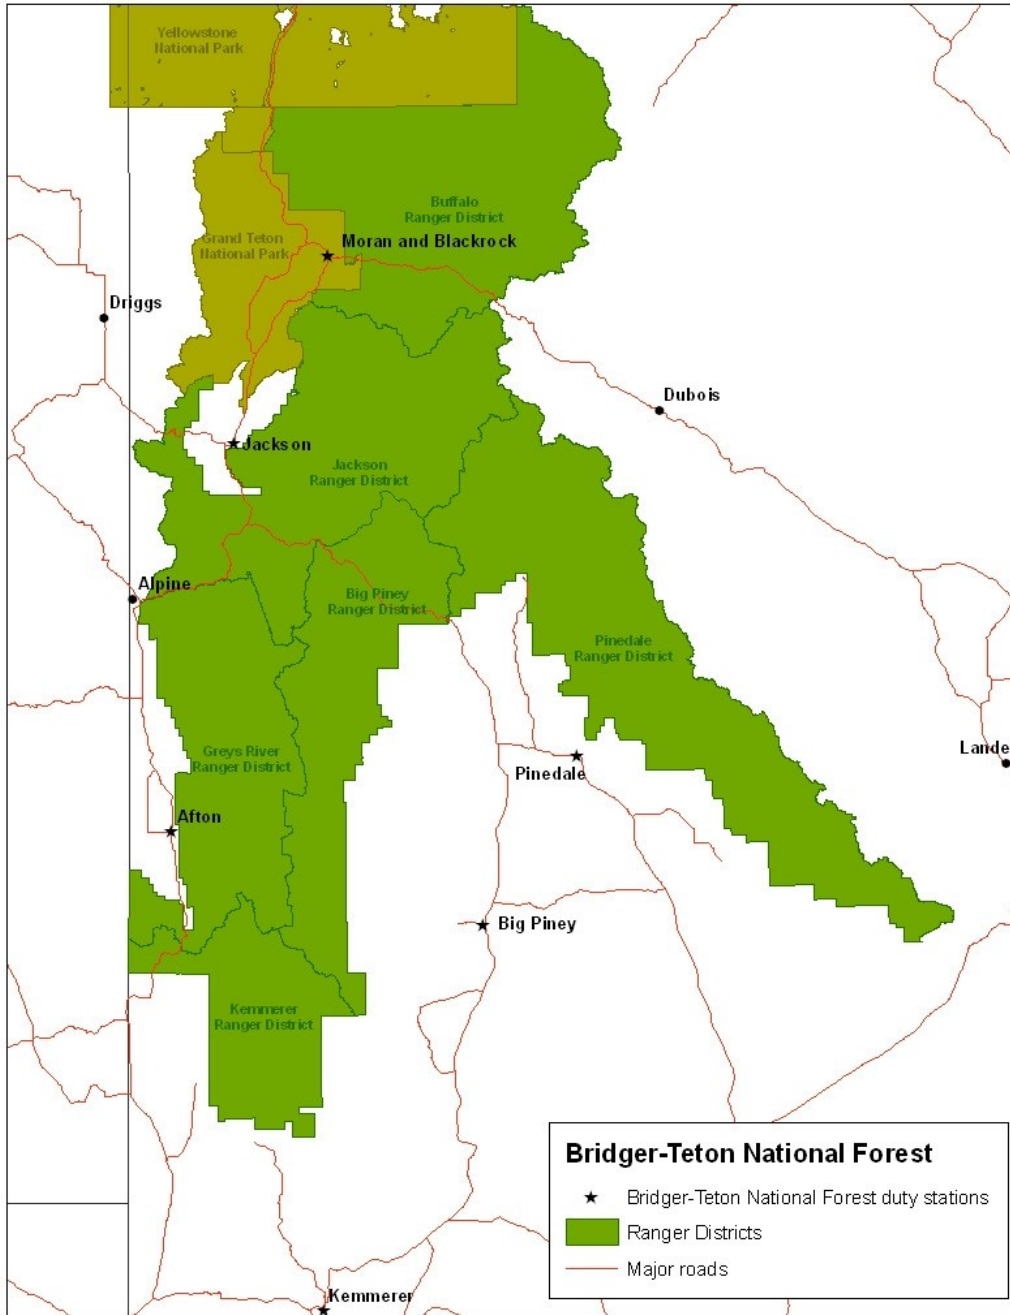 Yellowstone
National Park
Buffalo
Ranger District
Grand Teton
National Park
Moran and Blackrock
Driggs
Dubois
Jackson
Jackson
Ranger District
Alpine
Big Piney
Ranger District
Pinedale
Ranger District
Greys River
Ranger District
Lande
Pinedale
Afton
Big Piney
Kemmerer
Ranger District
Bridger-Teton National Forest
Bridger-Teton National Forest duty stations
Ranger Districts
Major roads
Kemmerer